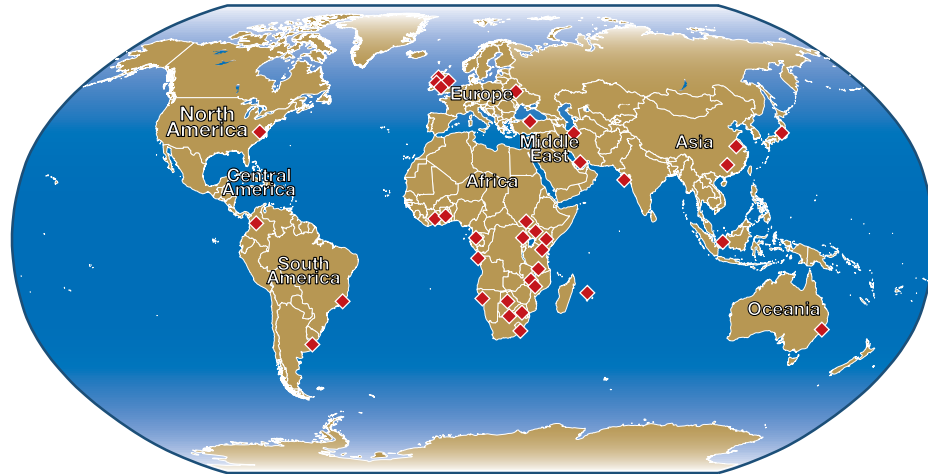 North
America
Europe
Middle
East
Asia
Central
America
Africa
South
America
Oceania